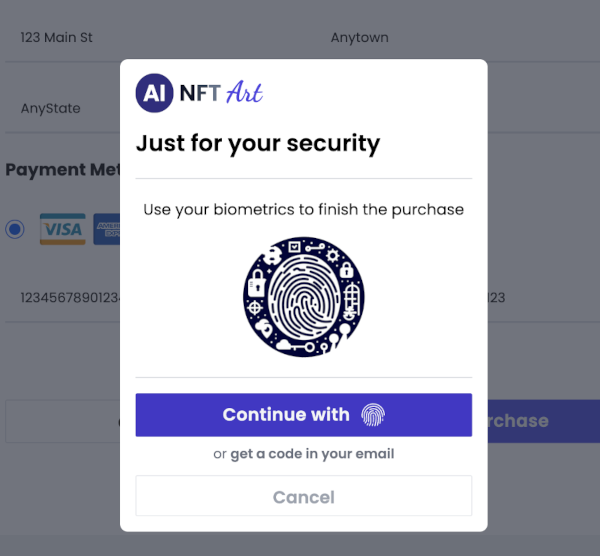 123 Main St
Anytown
AI NFT Art
Just for your security
AnyState
Payment Met
Use your biometrics to finish the purchase
VISA
1234567890123
123
Continue with
rchase
or get a code in your email
Cancel